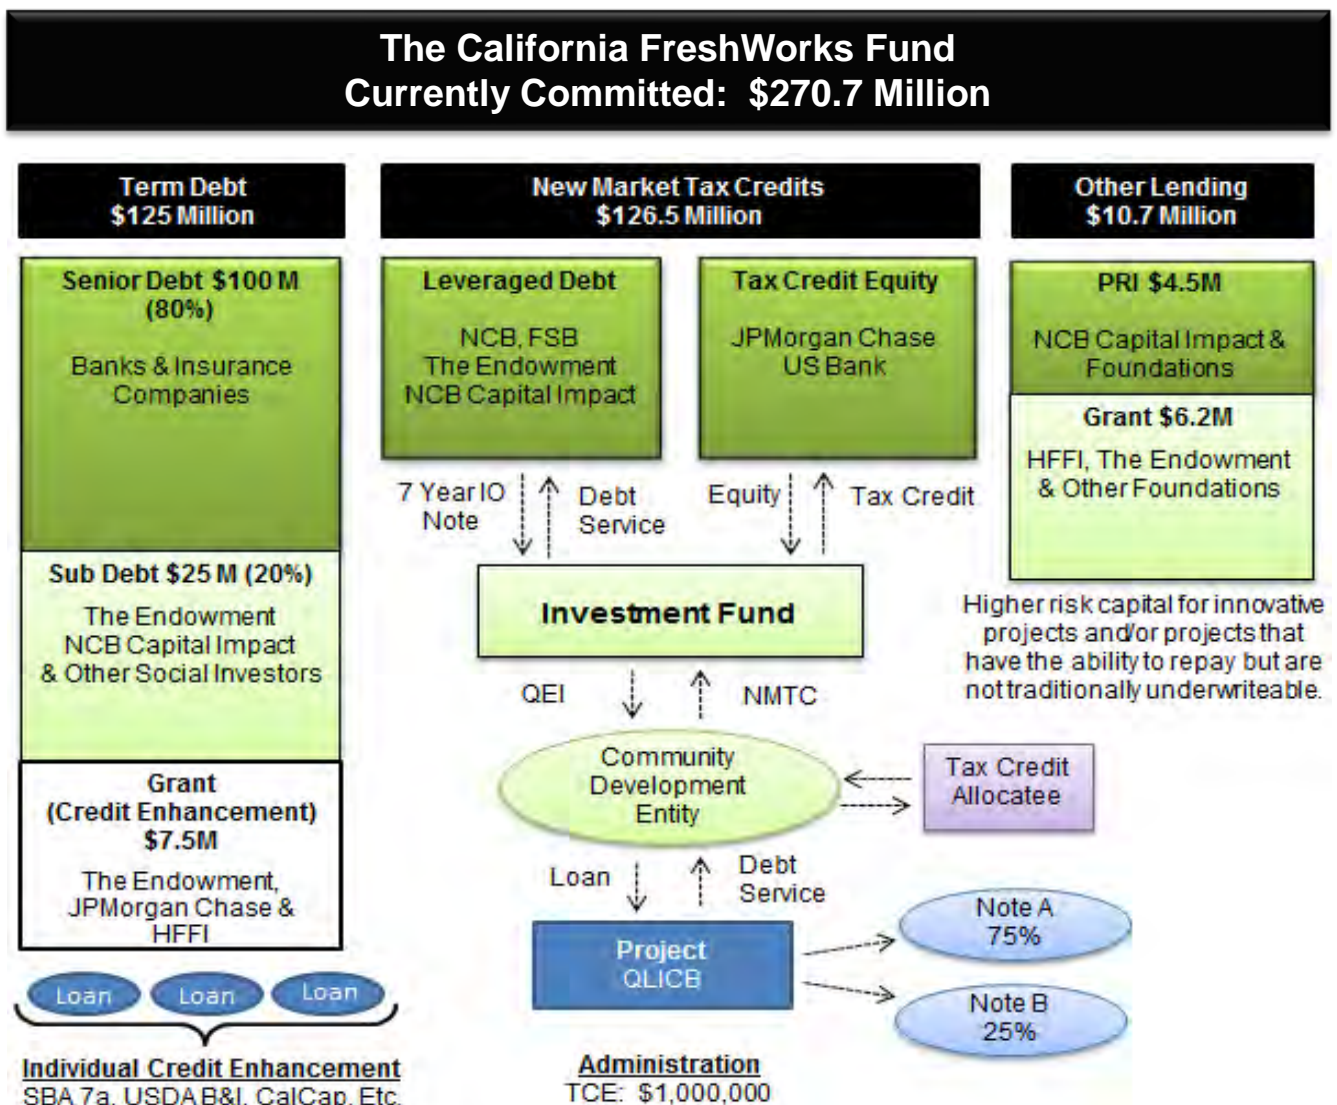 The California FreshWorks Fund
Currently Committed: $270.7 Million
Term Debt
$125 Million
Senior Debt $100 M
(80%)
Banks & Insurance
Companies
Sub Debt $25 M (20%)
The Endowment
NCB Capital Impact
& Other Social Investors
Grant
(Credit Enhancement)
$7.5M
The Endowment,
JPMorgan Chase &
HFFI
Loan
Loan
Loan
Individual Credit Enhancement
SBA 7a, USDA B&I, CalCap, Etc.
New Market Tax Credits
$126.5 Million
Leveraged Debt
NCB, FSB
The Endowment
NCB Capital Impact
Tax Credit Equity
JPMorgan Chase
US Bank
7 Year IO
Note
Debt
Service
Equity
Tax Credit
Investment Fund
QEI
NMTC
Community
Development
Entity
Tax Credit
Allocatee
Loan
Debt
Service
Project
QLICB
Note A
75%
Note B
25%
Administration
TCE: $1,000,000
Other Lending
$10.7 Million
PRI $4.5M
NCB Capital Impact &
Foundations
Grant $6.2M
HFFI, The Endowment
& Other Foundations
Higher risk capital for innovative
projects and/or projects that
have the ability to repay but are
not traditionally underwriteable.